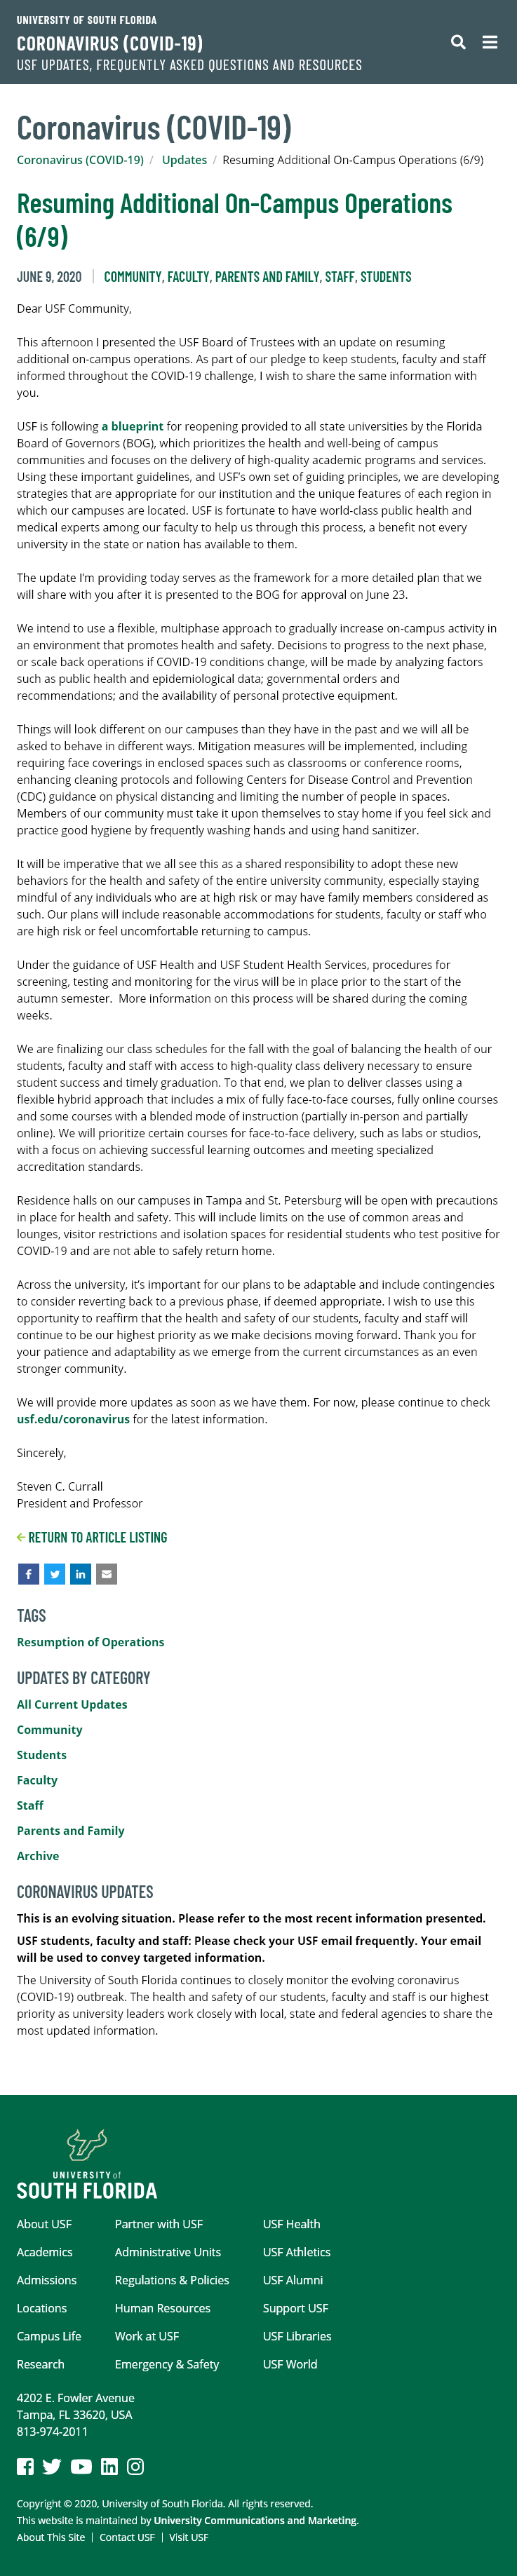 UNIVERSITY OF SOUTH FLORIDA
CORONAVIRUS (COVID-19)
USF UPDATES, FREQUENTLY ASKED QUESTIONS AND RESOURCES
Coronavirus (COVID-19)
Coronavirus (COVID-19) / Updates / Resuming Additional On-Campus Operations (6/9)
Resuming Additional On-Campus Operations
(6/9)
JUNE 9, 2020 | COMMUNITY, FACULTY, PARENTS AND FAMILY, STAFF, STUDENTS
Dear USF Community,
This afternoon I presented the USF Board of Trustees with an update on resuming
additional on-campus operations. As part of our pledge to keep students, faculty and staff
informed throughout the COVID-19 challenge, I wish to share the same information with
you.
USF is following a blueprint for reopening provided to all state universities by the Florida
Board of Governors (BOG), which prioritizes the health and well-being of campus
communities and focuses on the delivery of high-quality academic programs and services.
Using these important guidelines, and USF's own set of guiding principles, we are developing
strategies that are appropriate for our institution and the unique features of each region in
which our campuses are located. USF is fortunate to have world-class public health and
medical experts among our faculty to help us through this process, a benefit not every
university in the state or nation has available to them.
The update I'm providing today serves as the framework for a more detailed plan that we
will share with you after it is presented to the BOG for approval on June 23.
We intend to use a flexible, multiphase approach to gradually increase on-campus activity in
an environment that promotes health and safety. Decisions to progress to the next phase,
or scale back operations if COVID-19 conditions change, will be made by analyzing factors
such as public health and epidemiological data; governmental orders and
recommendations; and the availability of personal protective equipment.
Things will look different on our campuses than they have in the past and we will all be
asked to behave in different ways. Mitigation measures will be implemented, including
requiring face coverings in enclosed spaces such as classrooms or conference rooms,
enhancing cleaning protocols and following Centers for Disease Control and Prevention
(CDC) guidance on physical distancing and limiting the number of people in spaces.
Members of our community must take it upon themselves to stay home if you feel sick and
practice good hygiene by frequently washing hands and using hand sanitizer.
It will be imperative that we all see this as a shared responsibility to adopt these new
behaviors for the health and safety of the entire university community, especially staying
mindful of any individuals who are at high risk or may have family members considered as
such. Our plans will include reasonable accommodations for students, faculty or staff who
are high risk or feel uncomfortable returning to campus.
Under the guidance of USF Health and USF Student Health Services, procedures for
screening, testing and monitoring for the virus will be in place prior to the start of the
autumn semester.  More information on this process will be shared during the coming
weeks.
We are finalizing our class schedules for the fall with the goal of balancing the health of our
students, faculty and staff with access to high-quality class delivery necessary to ensure
student success and timely graduation. To that end, we plan to deliver classes using a
flexible hybrid approach that includes a mix of fully face-to-face courses, fully online courses
and some courses with a blended mode of instruction (partially in-person and partially
online). We will prioritize certain courses for face-to-face delivery, such as labs or studios,
with a focus on achieving successful learning outcomes and meeting specialized
accreditation standards.
Residence halls on our campuses in Tampa and St. Petersburg will be open with precautions
in place for health and safety. This will include limits on the use of common areas and
lounges, visitor restrictions and isolation spaces for residential students who test positive for
COVID-19 and are not able to safely return home.
Across the university, it's important for our plans to be adaptable and include contingencies
to consider reverting back to a previous phase, if deemed appropriate. I wish to use this
opportunity to reaffirm that the health and safety of our students, faculty and staff will
continue to be our highest priority as we make decisions moving forward. Thank you for
your patience and adaptability as we emerge from the current circumstances as an even
stronger community.
We will provide more updates as soon as we have them. For now, please continue to check
usf.edu/coronavirus for the latest information.
Sincerely,
Steven C. Currall
President and Professor
RETURN TO ARTICLE LISTING
TAGS
Resumption of Operations
UPDATES BY CATEGORY
All Current Updates
Community
Students
Faculty
Staff
Parents and Family
Archive
CORONAVIRUS UPDATES
This is an evolving situation. Please refer to the most recent information presented.
USF students, faculty and staff: Please check your USF email frequently. Your email
will be used to convey targeted information.
The University of South Florida continues to closely monitor the evolving coronavirus
(COVID-19) outbreak. The health and safety of our students, faculty and staff is our highest
priority as university leaders work closely with local, state and federal agencies to share the
most updated information.
UNIVERSITY of
SOUTH FLORIDA
About USF Partner with USF USF Health
Academics Administrative Units USF Athletics
Admissions Regulations & Policies USF Alumni
Locations Human Resources Support USF
Campus Life Work at USF USF Libraries
Research Emergency & Safety USF World
4202 E. Fowler Avenue
Tampa, FL 33620, USA
813-974-2011
Copyright © 2020, University of South Florida. All rights reserved.
This website is maintained by University Communications and Marketing.
About This Site | Contact USF | Visit USF